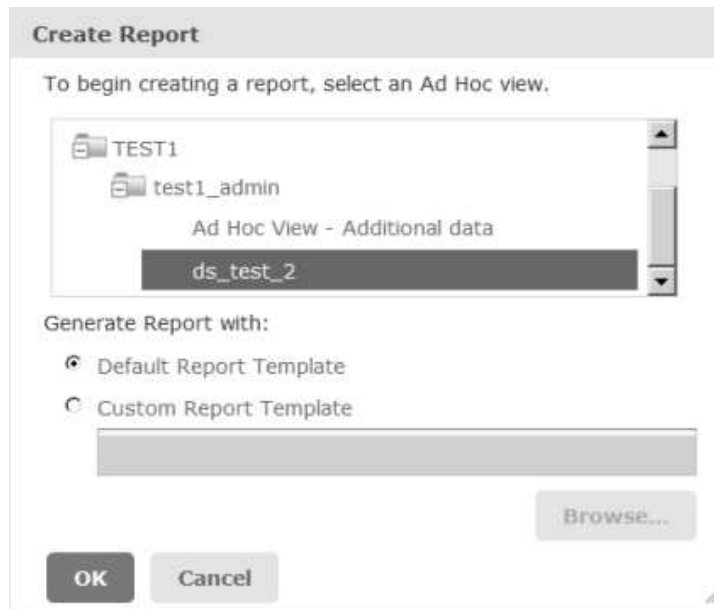 Create Report
To begin creating a report, select an Ad Hoc view.
TEST1
test1_admin
Ad Hoc View - Additional data
ds_test_2
Generate Report with:
Default Report Template
Custom Report Template
Browse...
OK Cancel